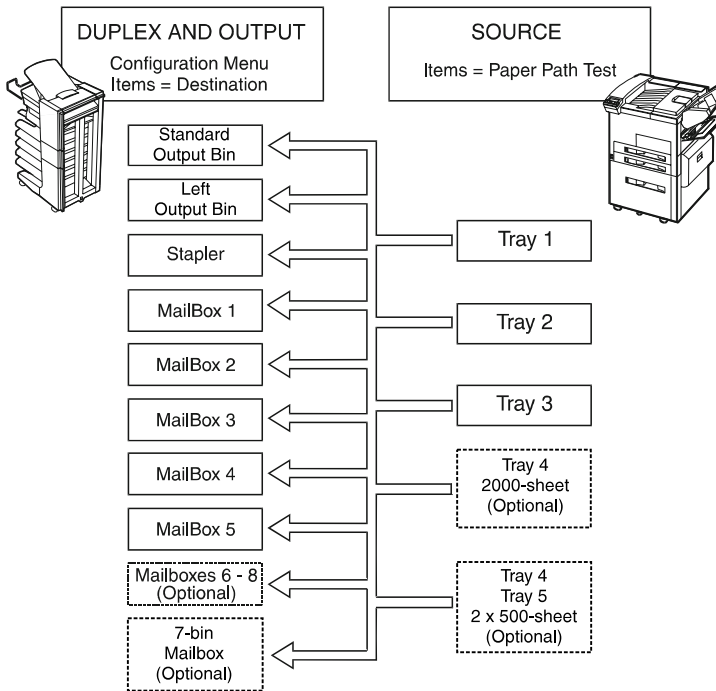 DUPLEX AND OUTPUT
Configuration Menu
Items = Destination
SOURCE
Items = Paper Path Test
Standard
Output Bin
Left
Output Bin
Stapler
MailBox 1
MailBox 2
MailBox 3
MailBox 4
MailBox 5
Mailboxes 6 - 8
(Optional)
7-bin
Mailbox
(Optional)
Tray 1
Tray 2
Tray 3
Tray 4
2000-sheet
(Optional)
Tray 4
Tray 5
2 x 500-sheet
(Optional)